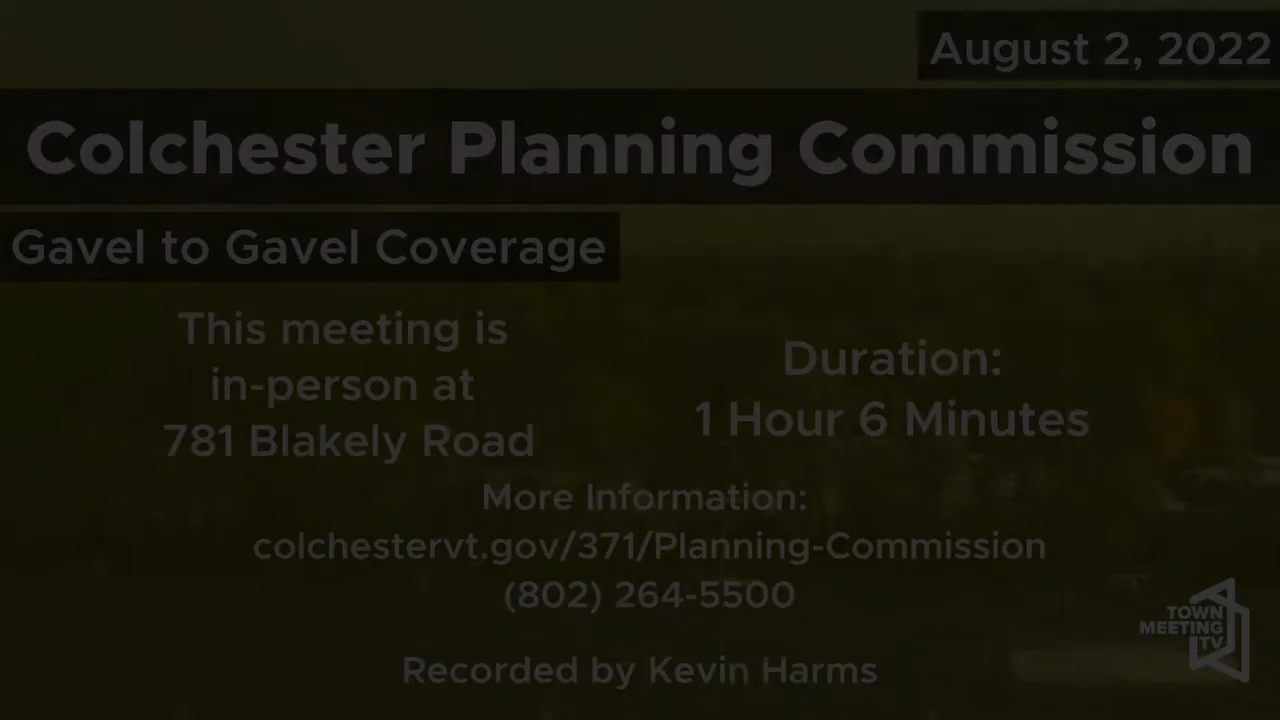 August 2, 2022
Colchester Planning Commission
Gavel to Gavel Coverage
This meeting is
in-person at
781 Blakely Road
Duration:
1 Hour 6 Minutes
More Information:
colchestervt.gov/371/Planning-Commission
(802) 264-5500
Recorded by Kevin Harms
TOWN
MEETING
TV